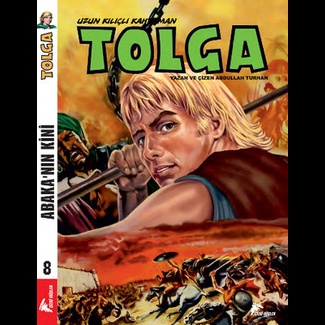 UZUN KILIÇLI KAHRAMAN
TOLGA
YAZAN VE ÇİZEN ABDULLAH TURHAN
TOLGA
ABAKA'NIN KİNİ
8